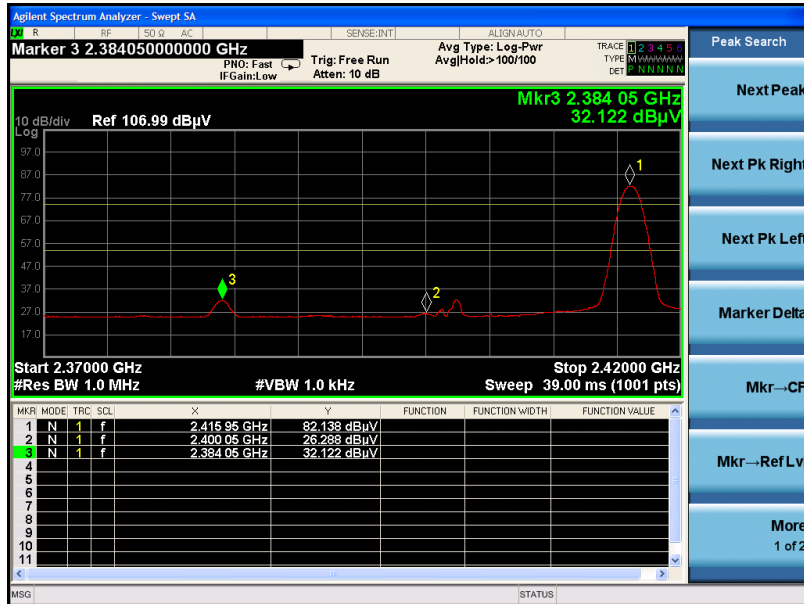 Agilent Spectrum Analyzer - Swept SA
LXI R RF 50 Ω AC SENSE:INT ALIGN AUTO
Marker 3 2.384050000000 GHz
PNO: Fast
IFGain:Low
Trig: Free Run
Atten: 10 dB
Avg Type: Log-Pwr
Avg|Hold:>100/100
TRACE 1 2 3 4 5 6
TYPE M W W W W W
DET P N N N N N
Mkr3 2.384 05 GHz
32.122 dBµV
10 dB/div Ref 106.99 dBµV
Log
97.0
87.0
77.0
67.0
57.0
47.0
37.0
27.0
17.0
1
2
3
Start 2.37000 GHz Stop 2.42000 GHz
#Res BW 1.0 MHz #VBW 1.0 kHz Sweep 39.00 ms (1001 pts)
MKR MODE TRC SCL X Y FUNCTION FUNCTION WIDTH FUNCTION VALUE
1 N 1 f 2.415 95 GHz 82.138 dBµV
2 N 1 f 2.400 05 GHz 26.288 dBµV
3 N 1 f 2.384 05 GHz 32.122 dBµV
4
5
6
7
8
9
10
11
MSG STATUS
Peak Search
Next Peak
Next Pk Right
Next Pk Left
Marker Delta
Mkr→CF
Mkr→Ref Lv
More
1 of 2